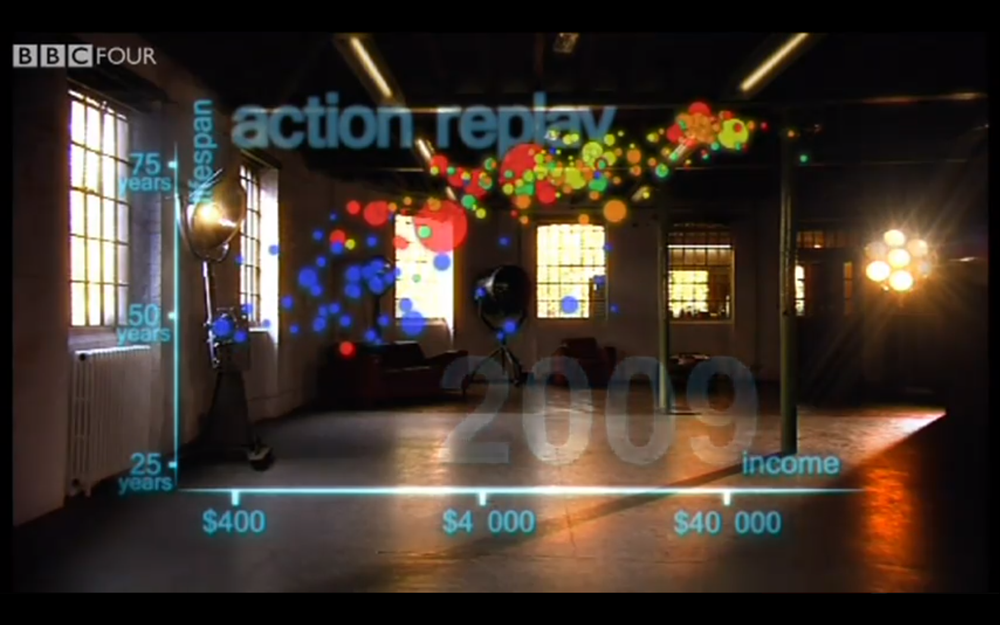 BBC FOUR
action replay
lifespan
75
years
50
years
25
years
2009
income
$400
$4 000
$40 000